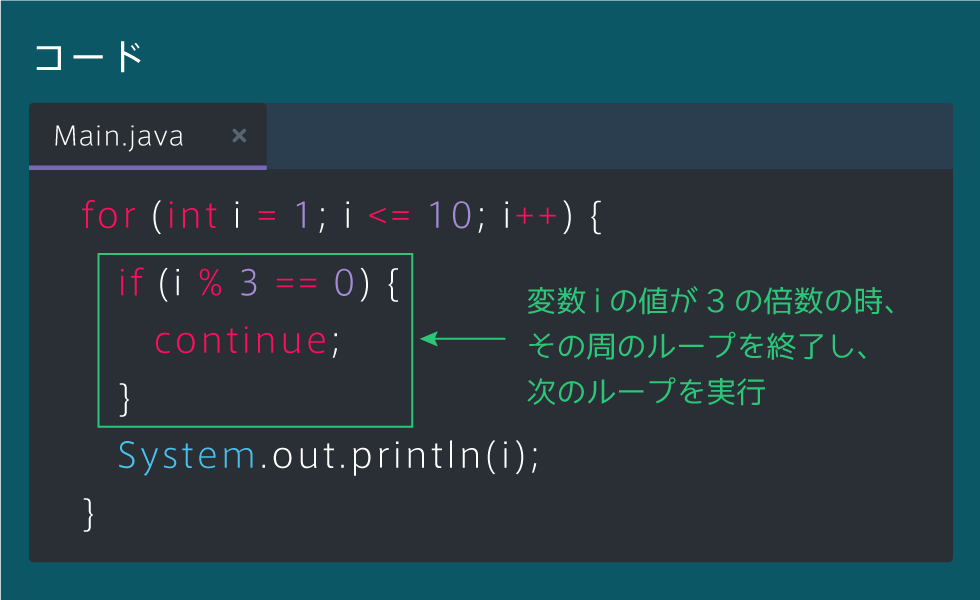 コード
Main.java ×
for (int i = 1; i <= 10; i++) {
if (i % 3 == 0) {
continue;
}
変数 i の値が 3 の倍数の時、
その周のループを終了し、
次のループを実行
System.out.println(i);
}